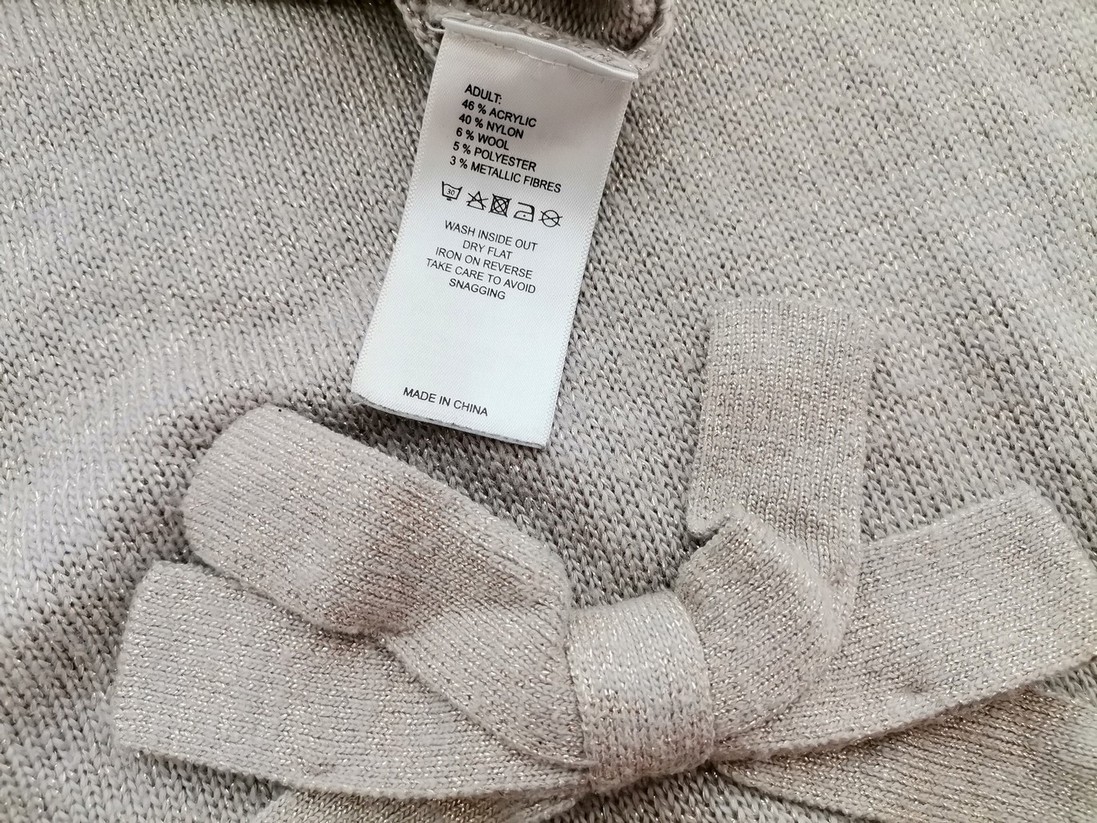 ADULT:
46 % ACRYLIC
40 % NYLON
6 % WOOL
5 % POLYESTER
3 % METALLIC FIBRES
30
WASH INSIDE OUT
DRY FLAT
IRON ON REVERSE
TAKE CARE TO AVOID
SNAGGING
MADE IN CHINA